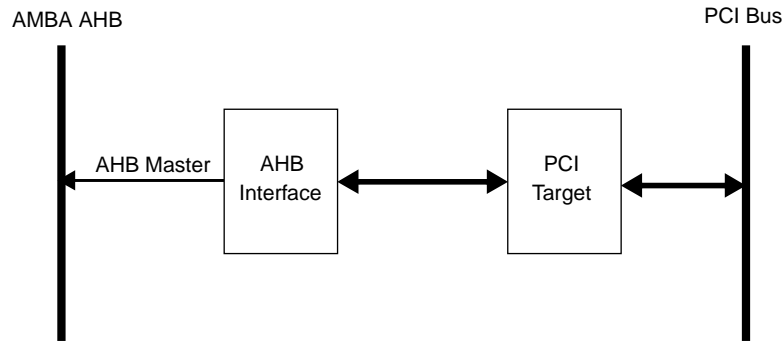 AMBA AHB
PCI Bus
AHB Master
AHB
Interface
PCI
Target